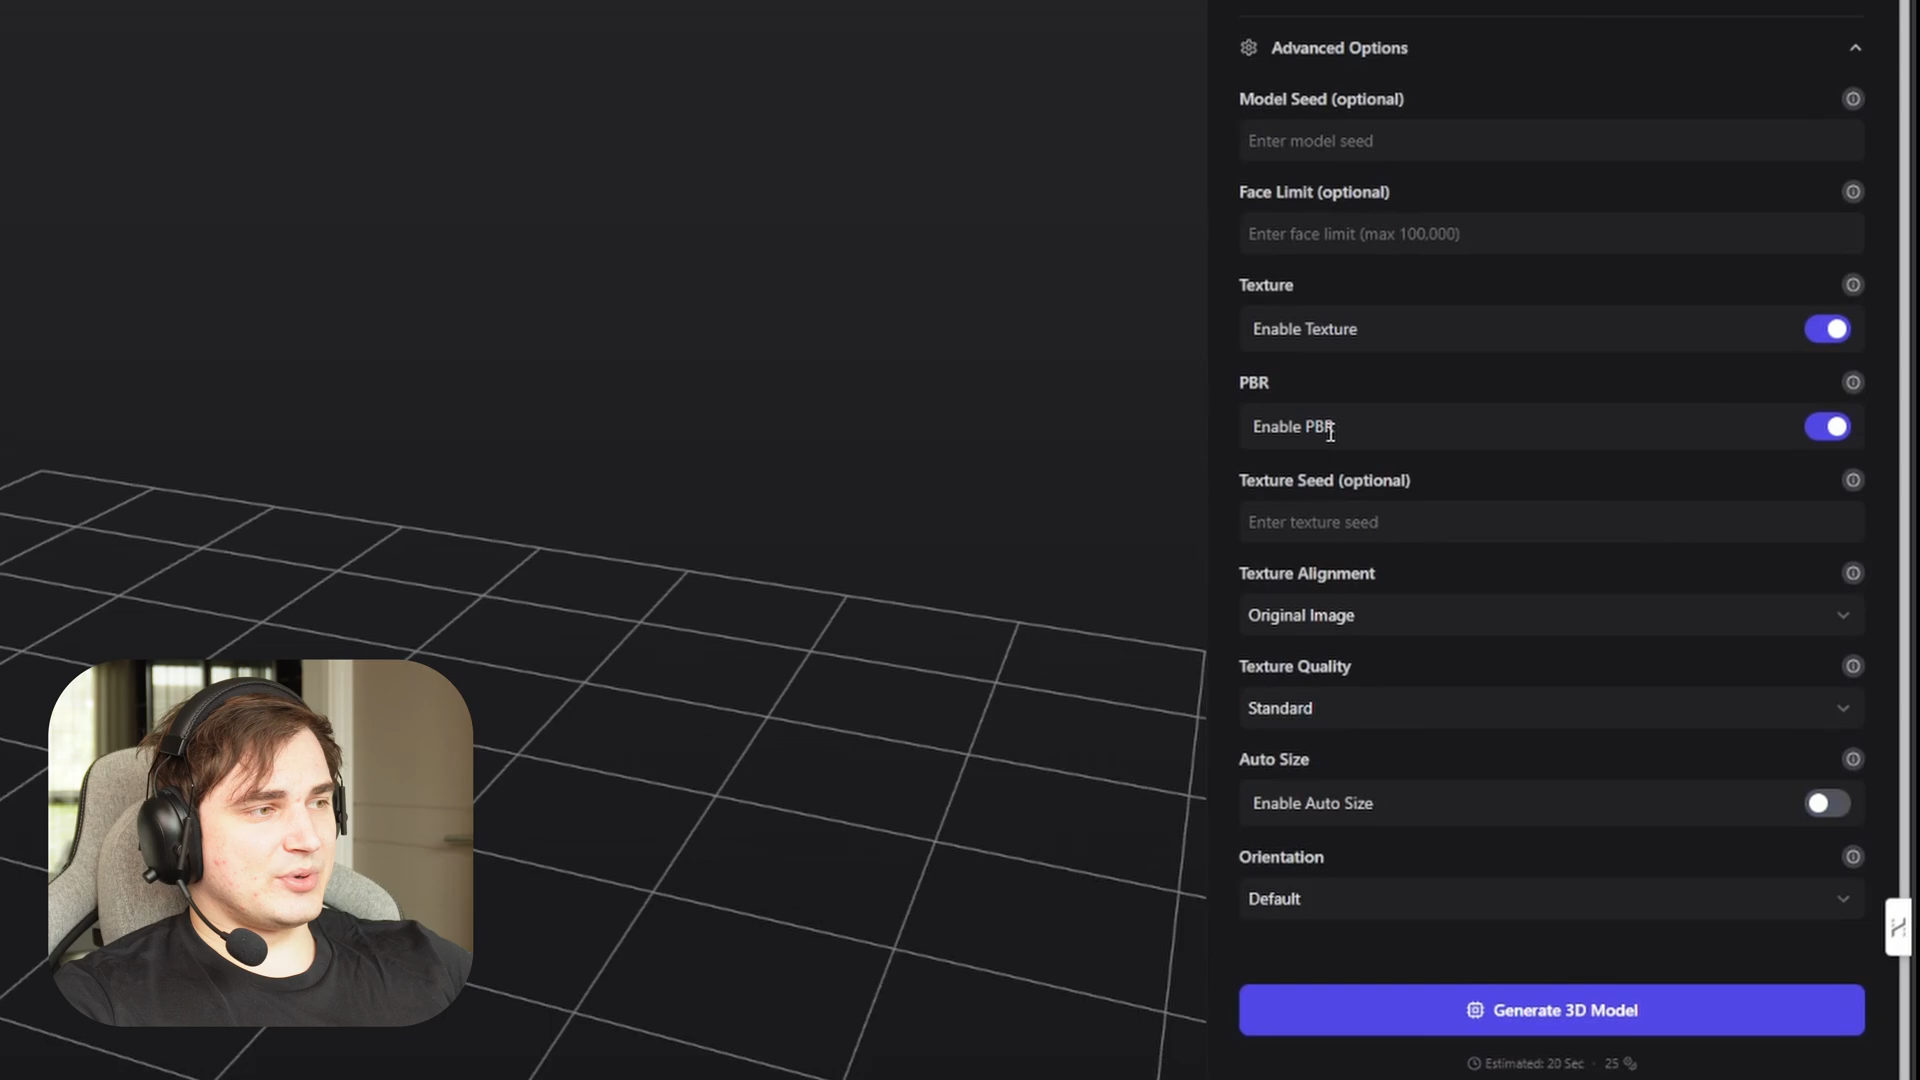 Advanced Options
Model Seed (optional)
Enter model seed
Face Limit (optional)
Enter face limit (max 100,000)
Texture
Enable Texture
PBR
Enable PBR
Texture Seed (optional)
Enter texture seed
Texture Alignment
Original Image
Texture Quality
Standard
Auto Size
Enable Auto Size
Orientation
Default
Generate 3D Model
Estimated: 20 Sec · 25